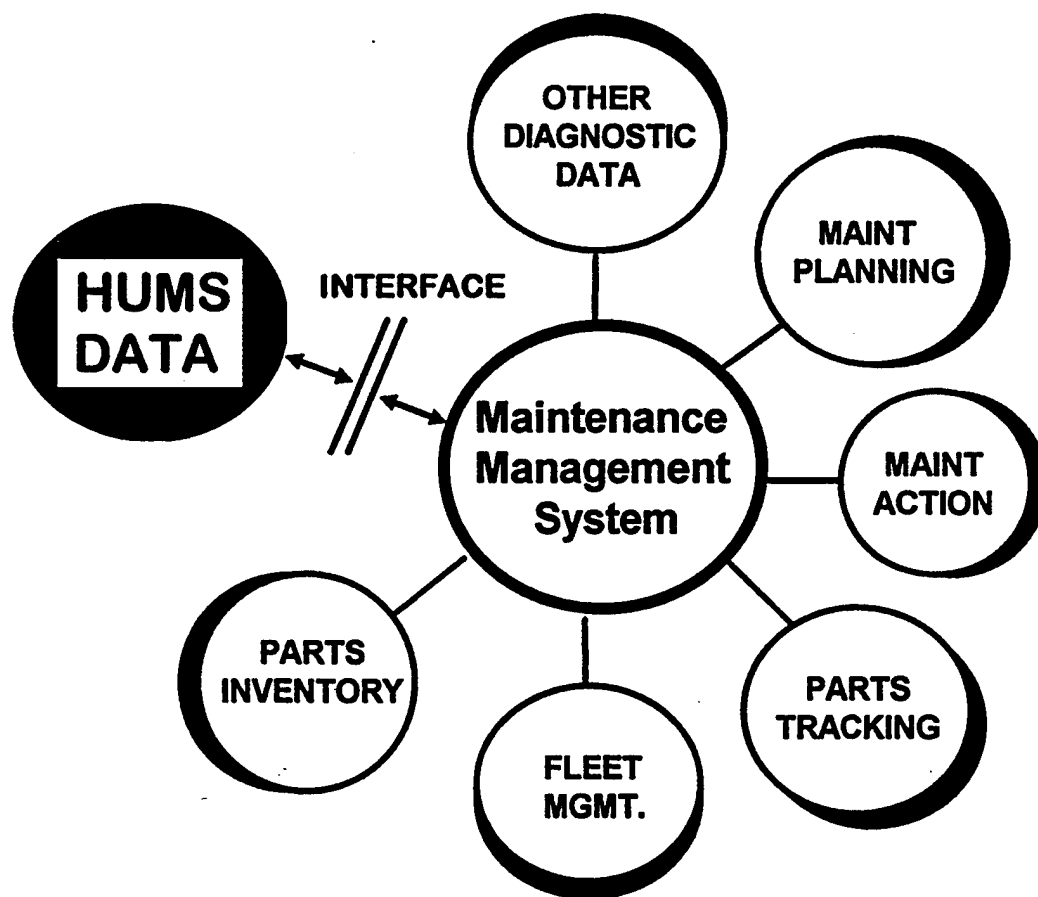 OTHER
DIAGNOSTIC
DATA
MAINT
PLANNING
HUMS
DATA
INTERFACE
Maintenance
Management
System
MAINT
ACTION
PARTS
INVENTORY
PARTS
TRACKING
FLEET
MGMT.